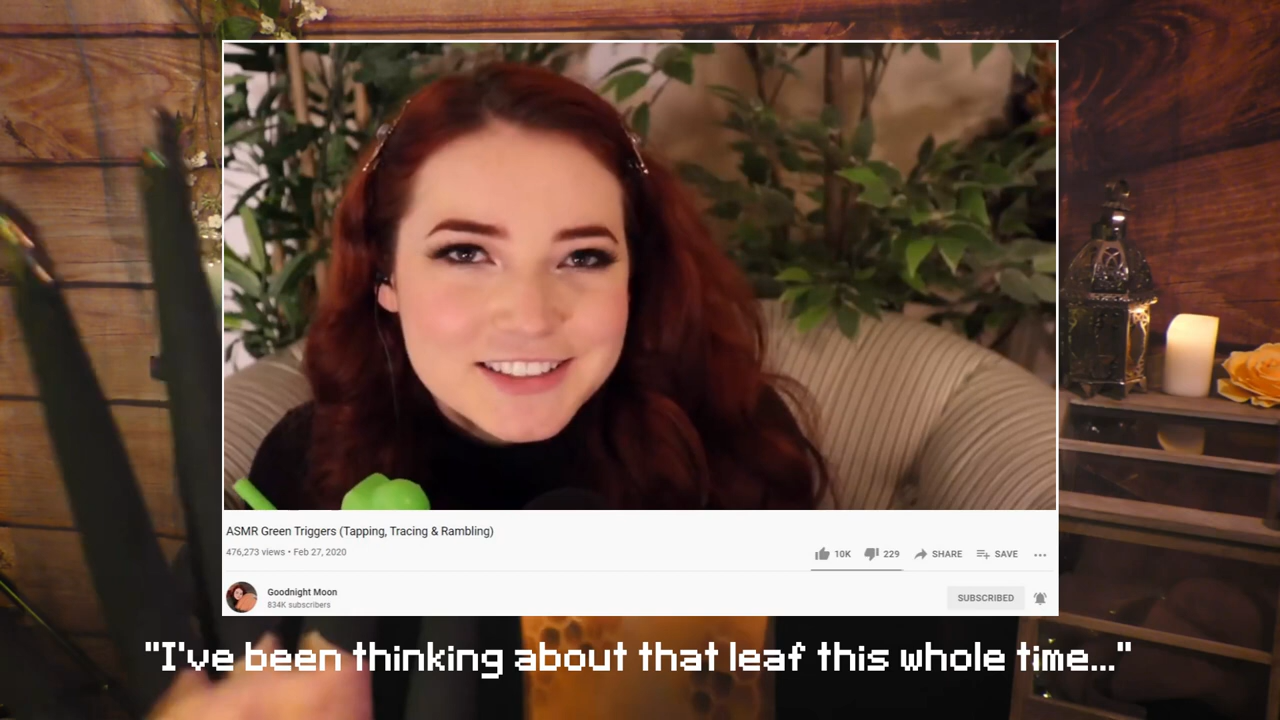 ASMR Green Triggers (Tapping, Tracing & Rambling)
476,273 views • Feb 27, 2020
10K 229 SHARE SAVE
Goodnight Moon
834K subscribers
SUBSCRIBED
"I've been thinking about that leaf this whole time..."